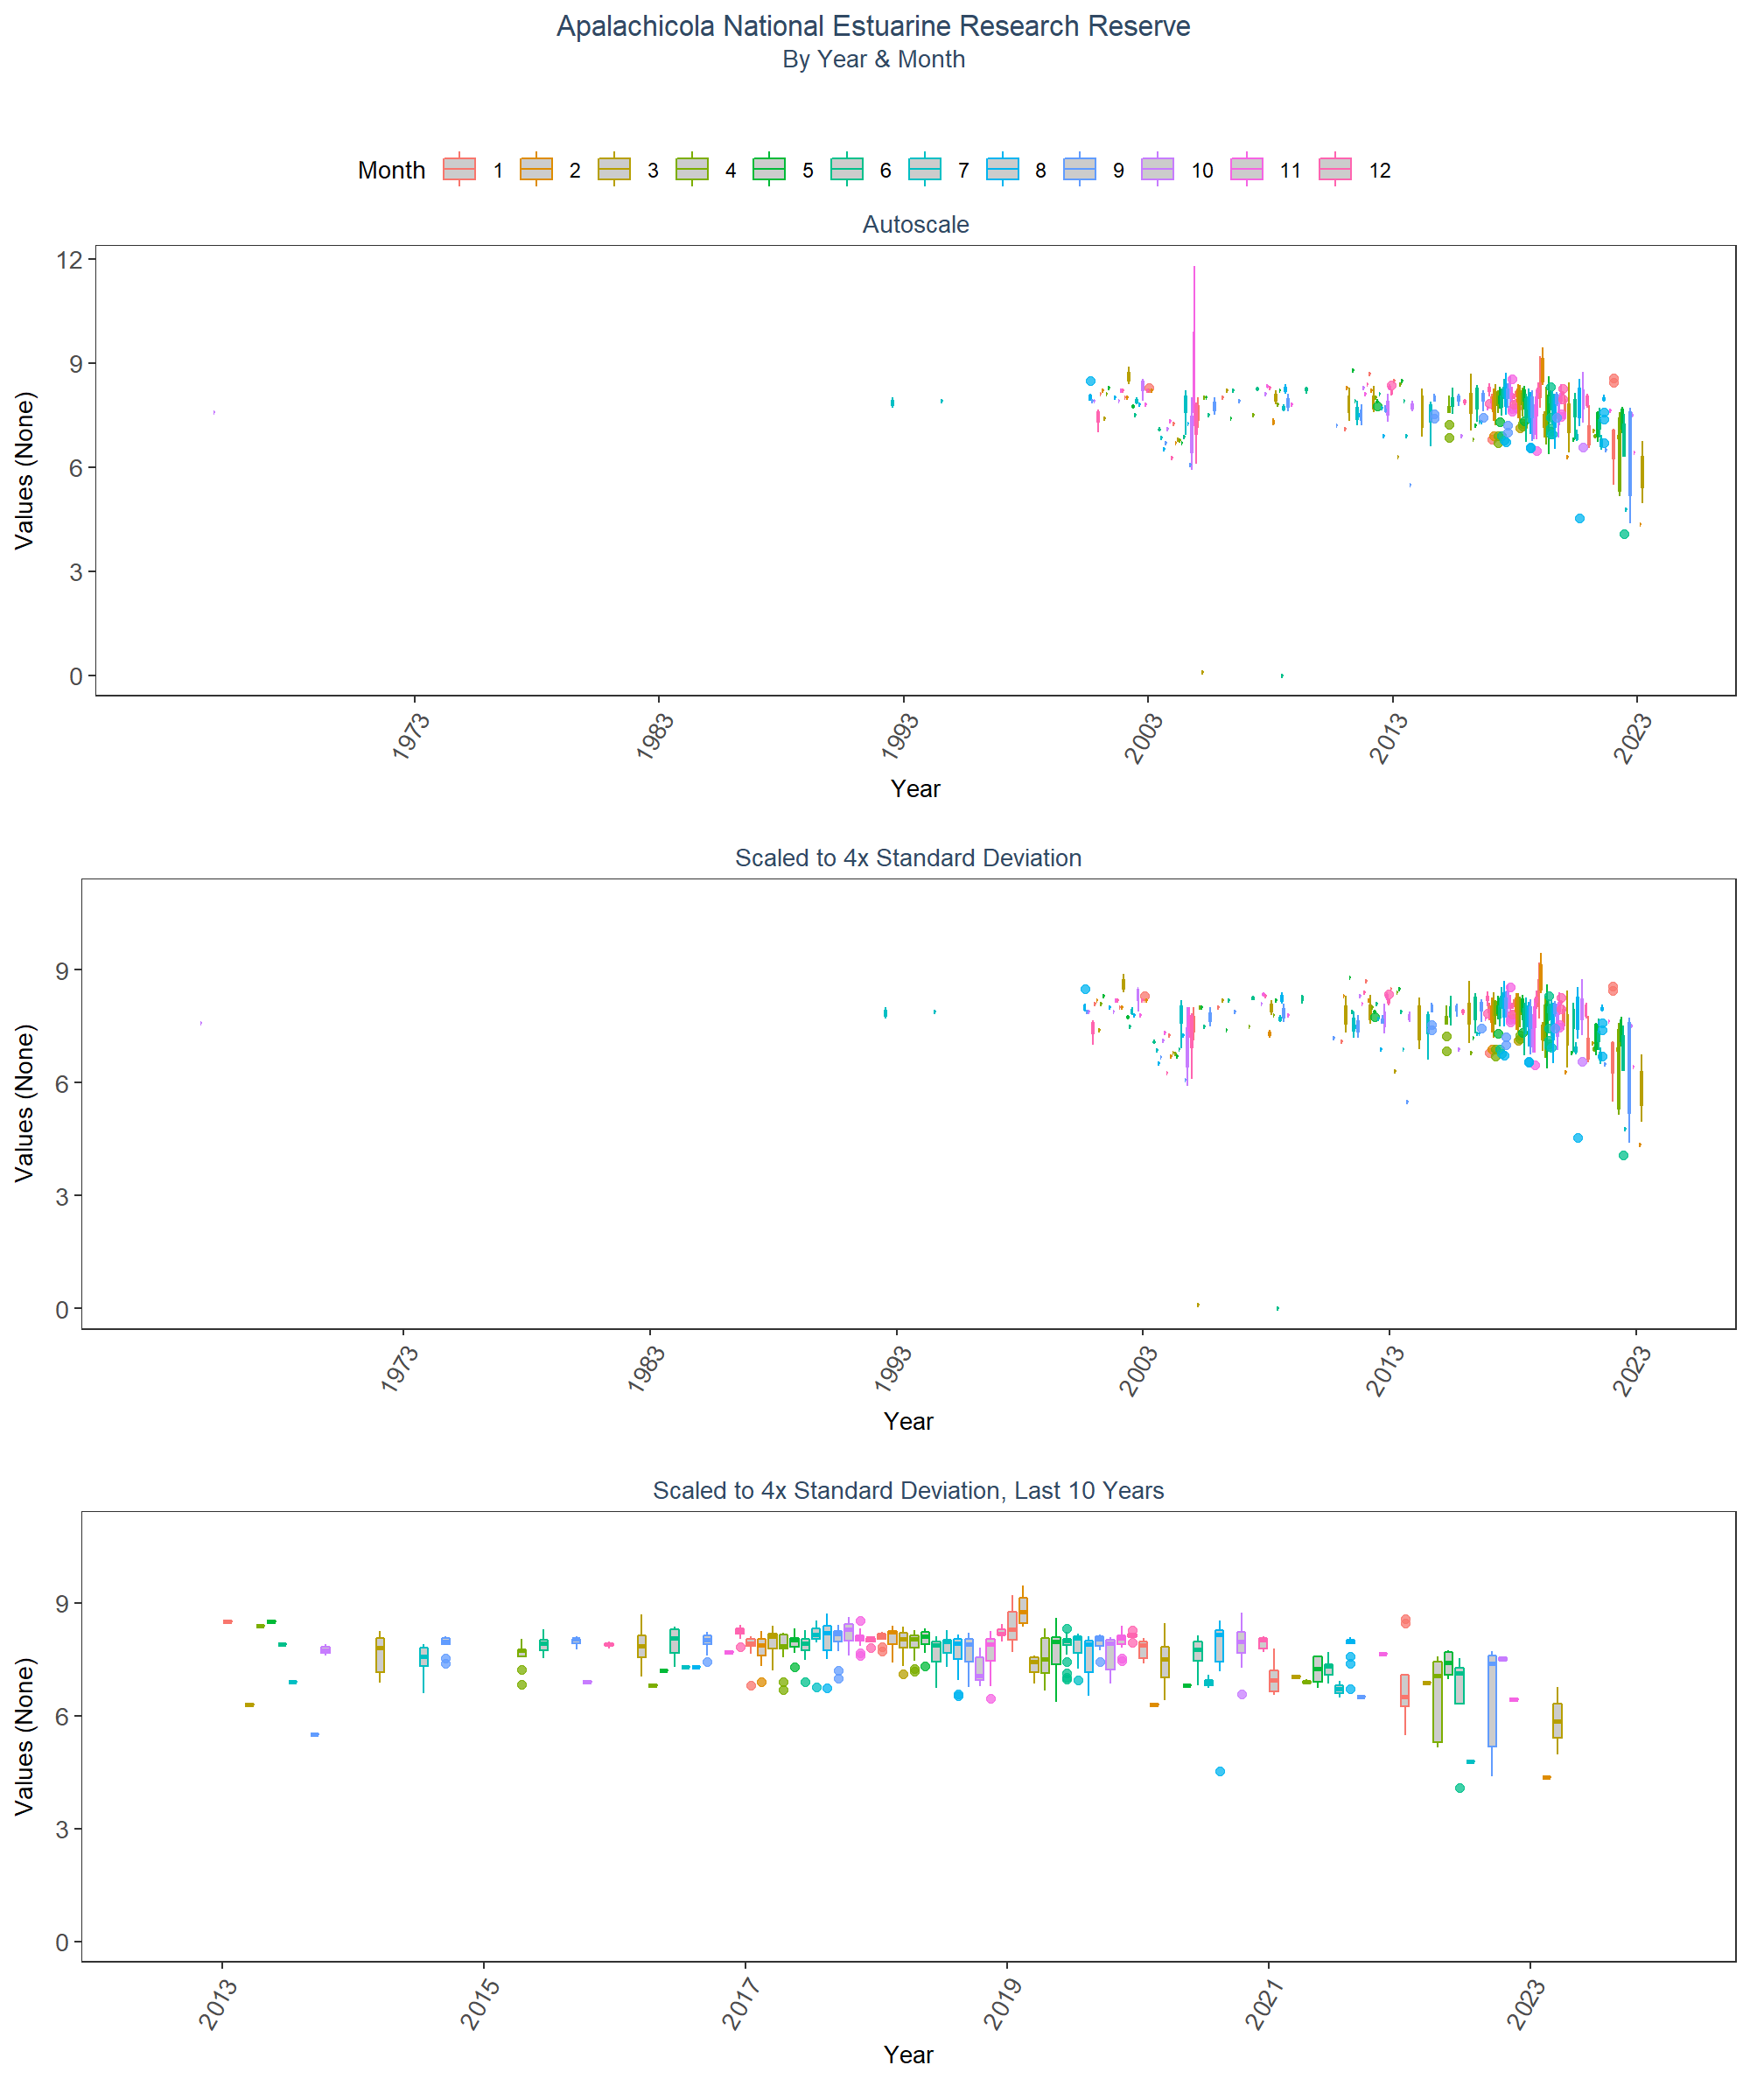 Apalachicola National Estuarine Research Reserve
By Year & Month
Month 1 2 3 4 5 6 7 8 9 10 11 12
Autoscale
Values (None)
12
9
6
3
0
1973 1983 1993 2003 2013 2023
Year
Scaled to 4x Standard Deviation
Values (None)
9
6
3
0
1973 1983 1993 2003 2013 2023
Year
Scaled to 4x Standard Deviation, Last 10 Years
Values (None)
9
6
3
0
2013 2015 2017 2019 2021 2023
Year